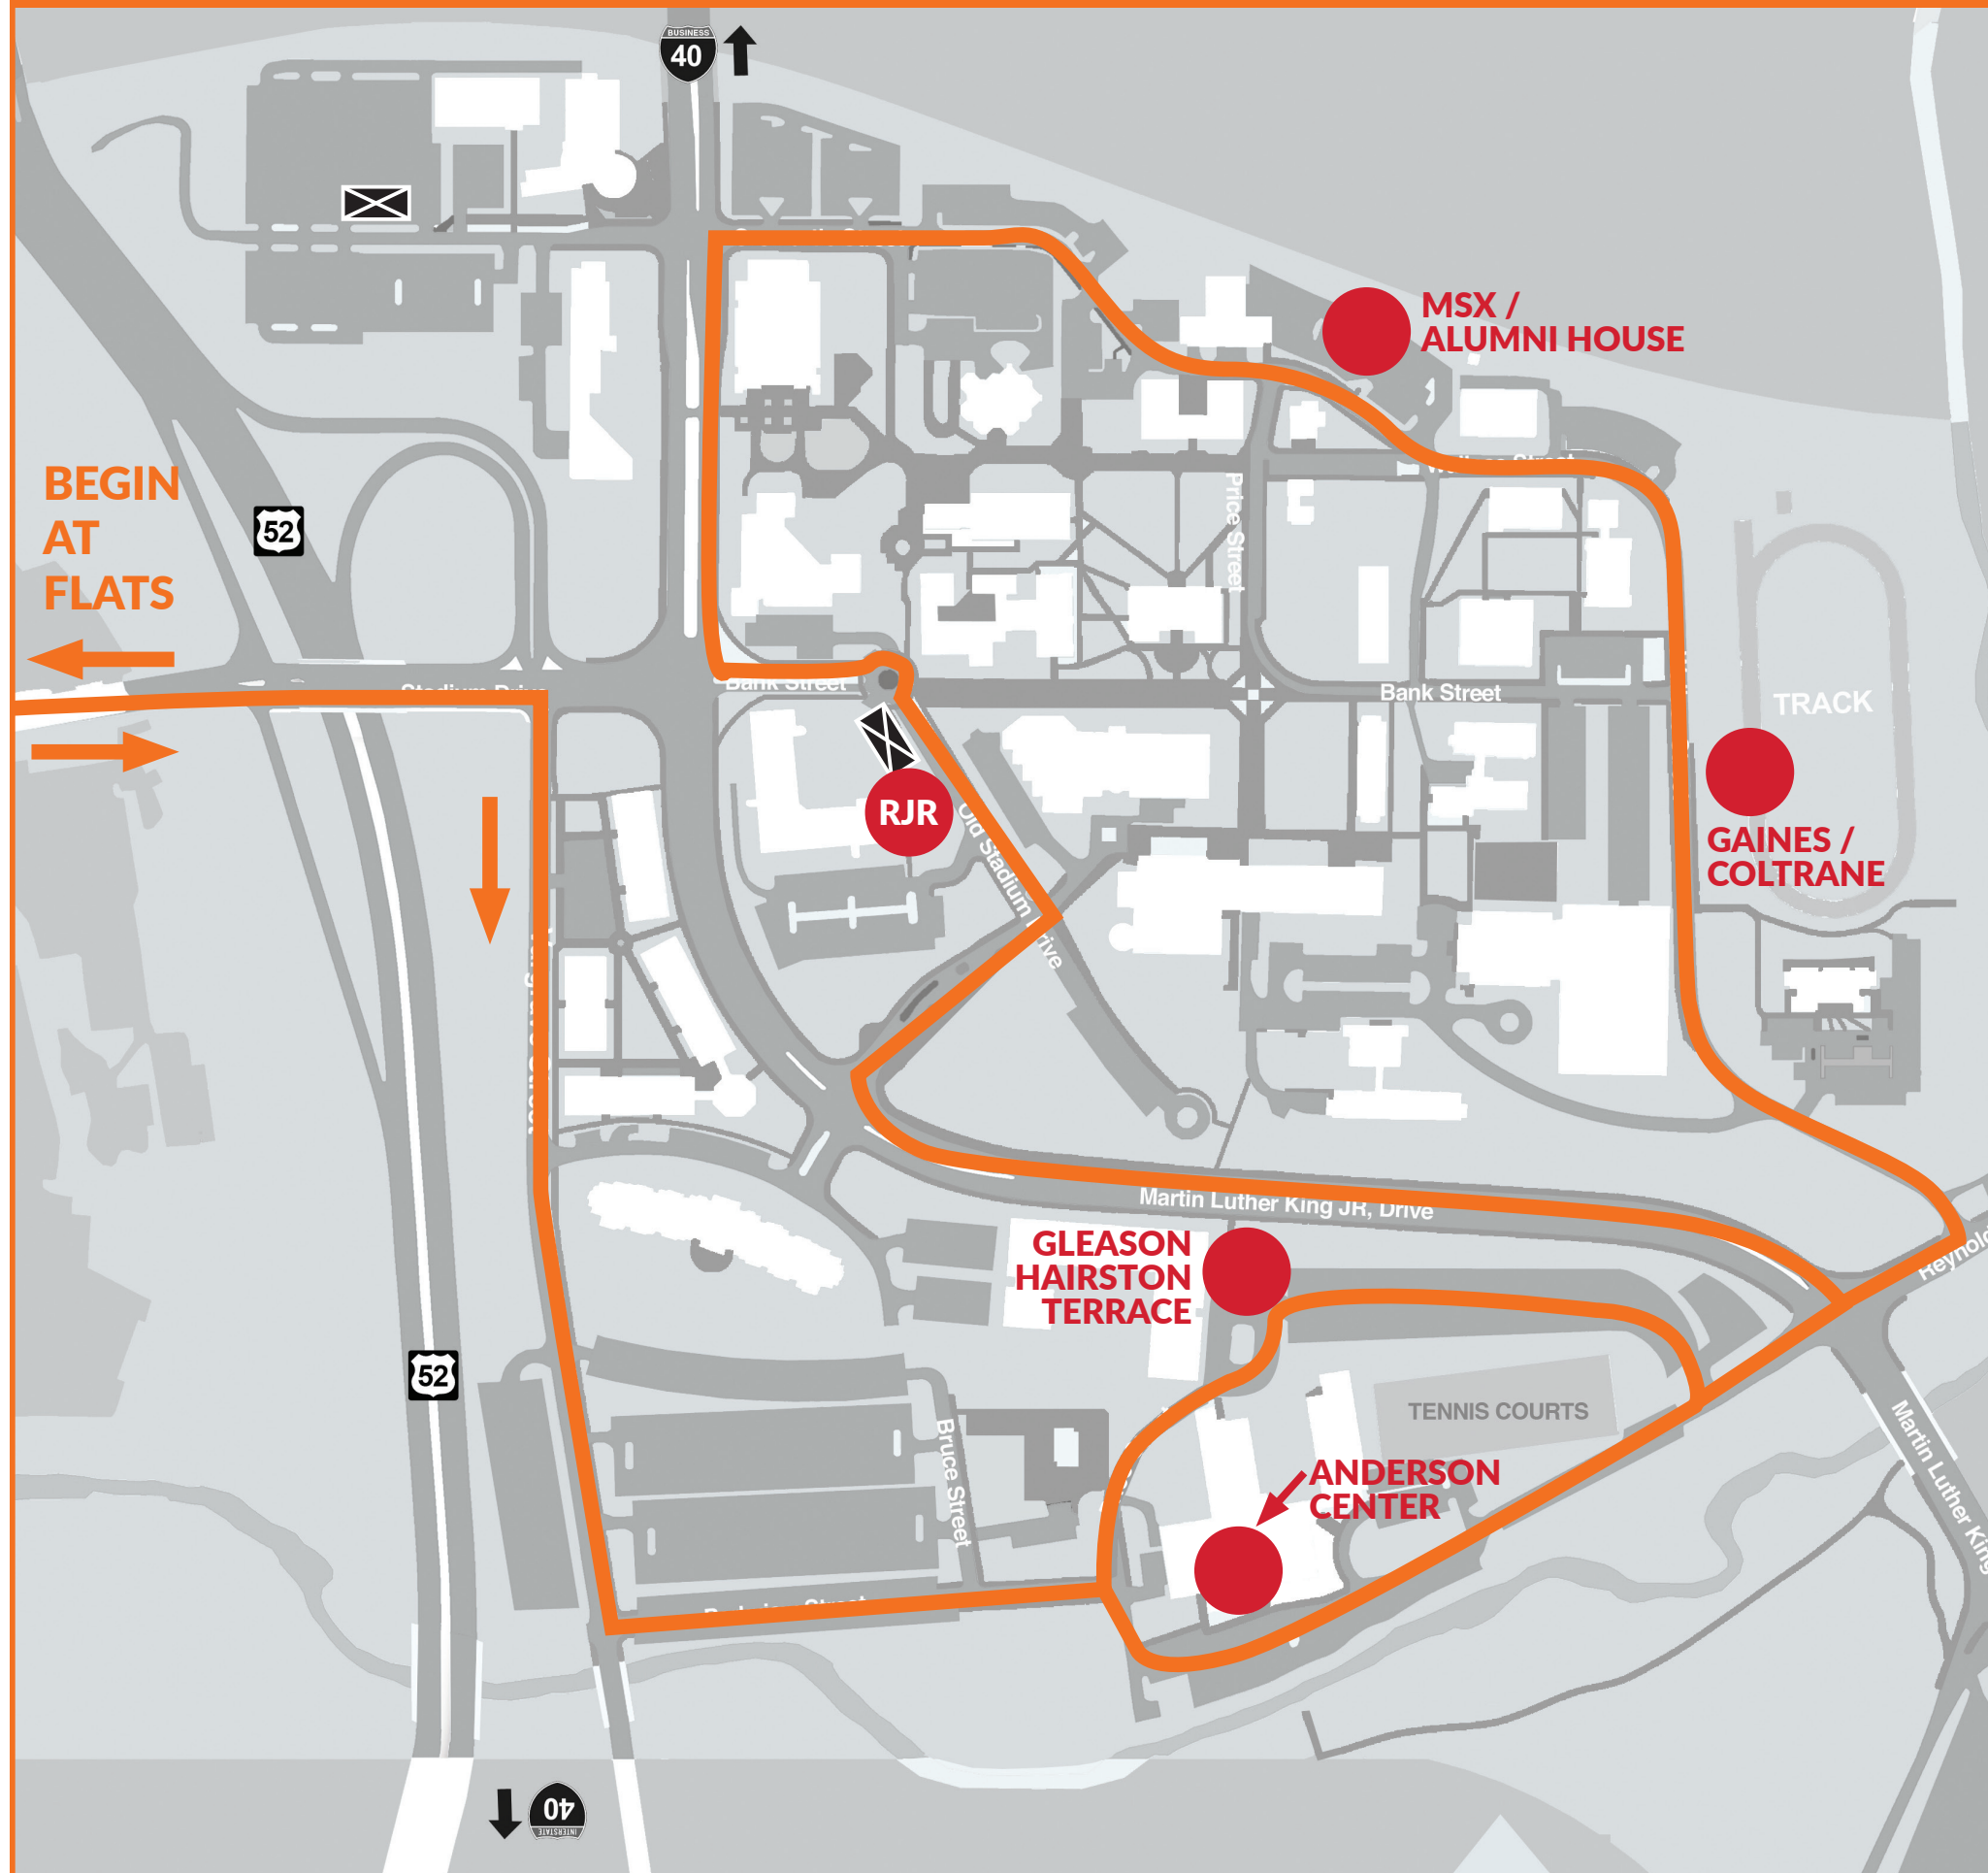 BUSINESS
40
MSX /
ALUMNI HOUSE
BEGIN
AT
FLATS
52
Price Street
Bank Street
Bank Street
TRACK
RJR
Old Stadium Drive
GAINES /
COLTRANE
Martin Luther King JR, Drive
GLEASON
HAIRSTON
TERRACE
52
TENNIS COURTS
Bruce Street
ANDERSON
CENTER
Martin Luther King
40
INTERSTATE